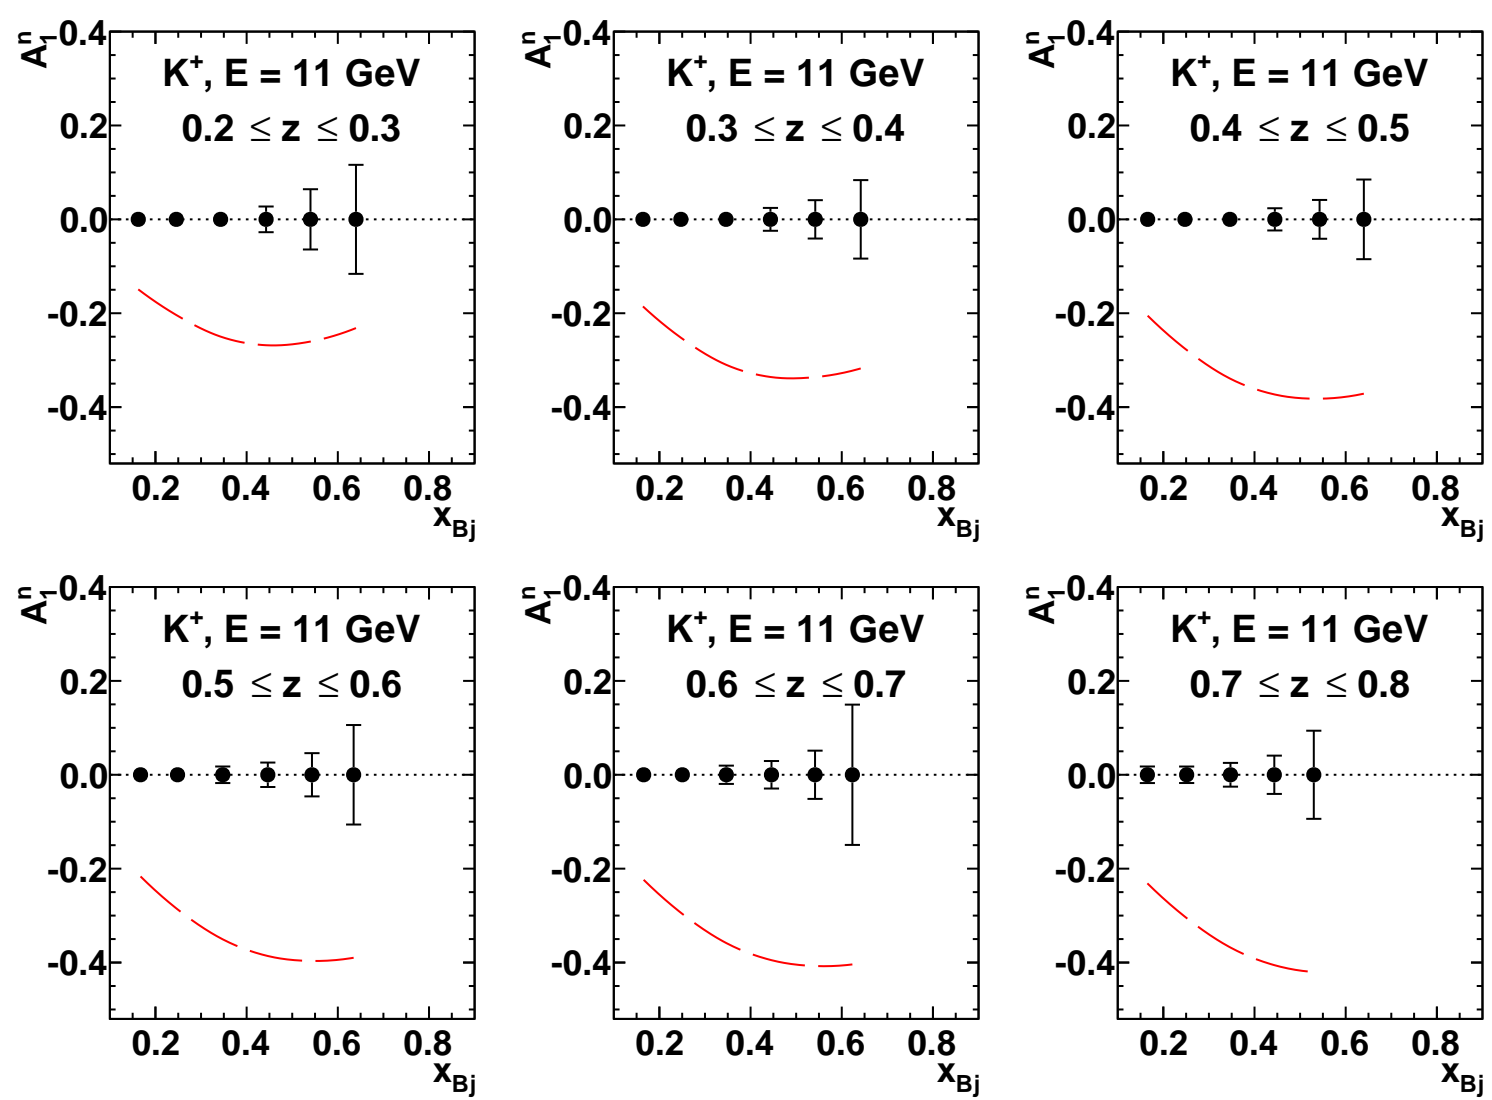 A₁ⁿ
0.4
K⁺, E = 11 GeV
0.2 ≤ z ≤ 0.3
0.2
0.0
-0.2
-0.4
0.2 0.4 0.6 0.8
x_Bj
A₁ⁿ
0.4
K⁺, E = 11 GeV
0.3 ≤ z ≤ 0.4
0.2
0.0
-0.2
-0.4
0.2 0.4 0.6 0.8
x_Bj
A₁ⁿ
0.4
K⁺, E = 11 GeV
0.4 ≤ z ≤ 0.5
0.2
0.0
-0.2
-0.4
0.2 0.4 0.6 0.8
x_Bj
A₁ⁿ
0.4
K⁺, E = 11 GeV
0.5 ≤ z ≤ 0.6
0.2
0.0
-0.2
-0.4
0.2 0.4 0.6 0.8
x_Bj
A₁ⁿ
0.4
K⁺, E = 11 GeV
0.6 ≤ z ≤ 0.7
0.2
0.0
-0.2
-0.4
0.2 0.4 0.6 0.8
x_Bj
A₁ⁿ
0.4
K⁺, E = 11 GeV
0.7 ≤ z ≤ 0.8
0.2
0.0
-0.2
-0.4
0.2 0.4 0.6 0.8
x_Bj